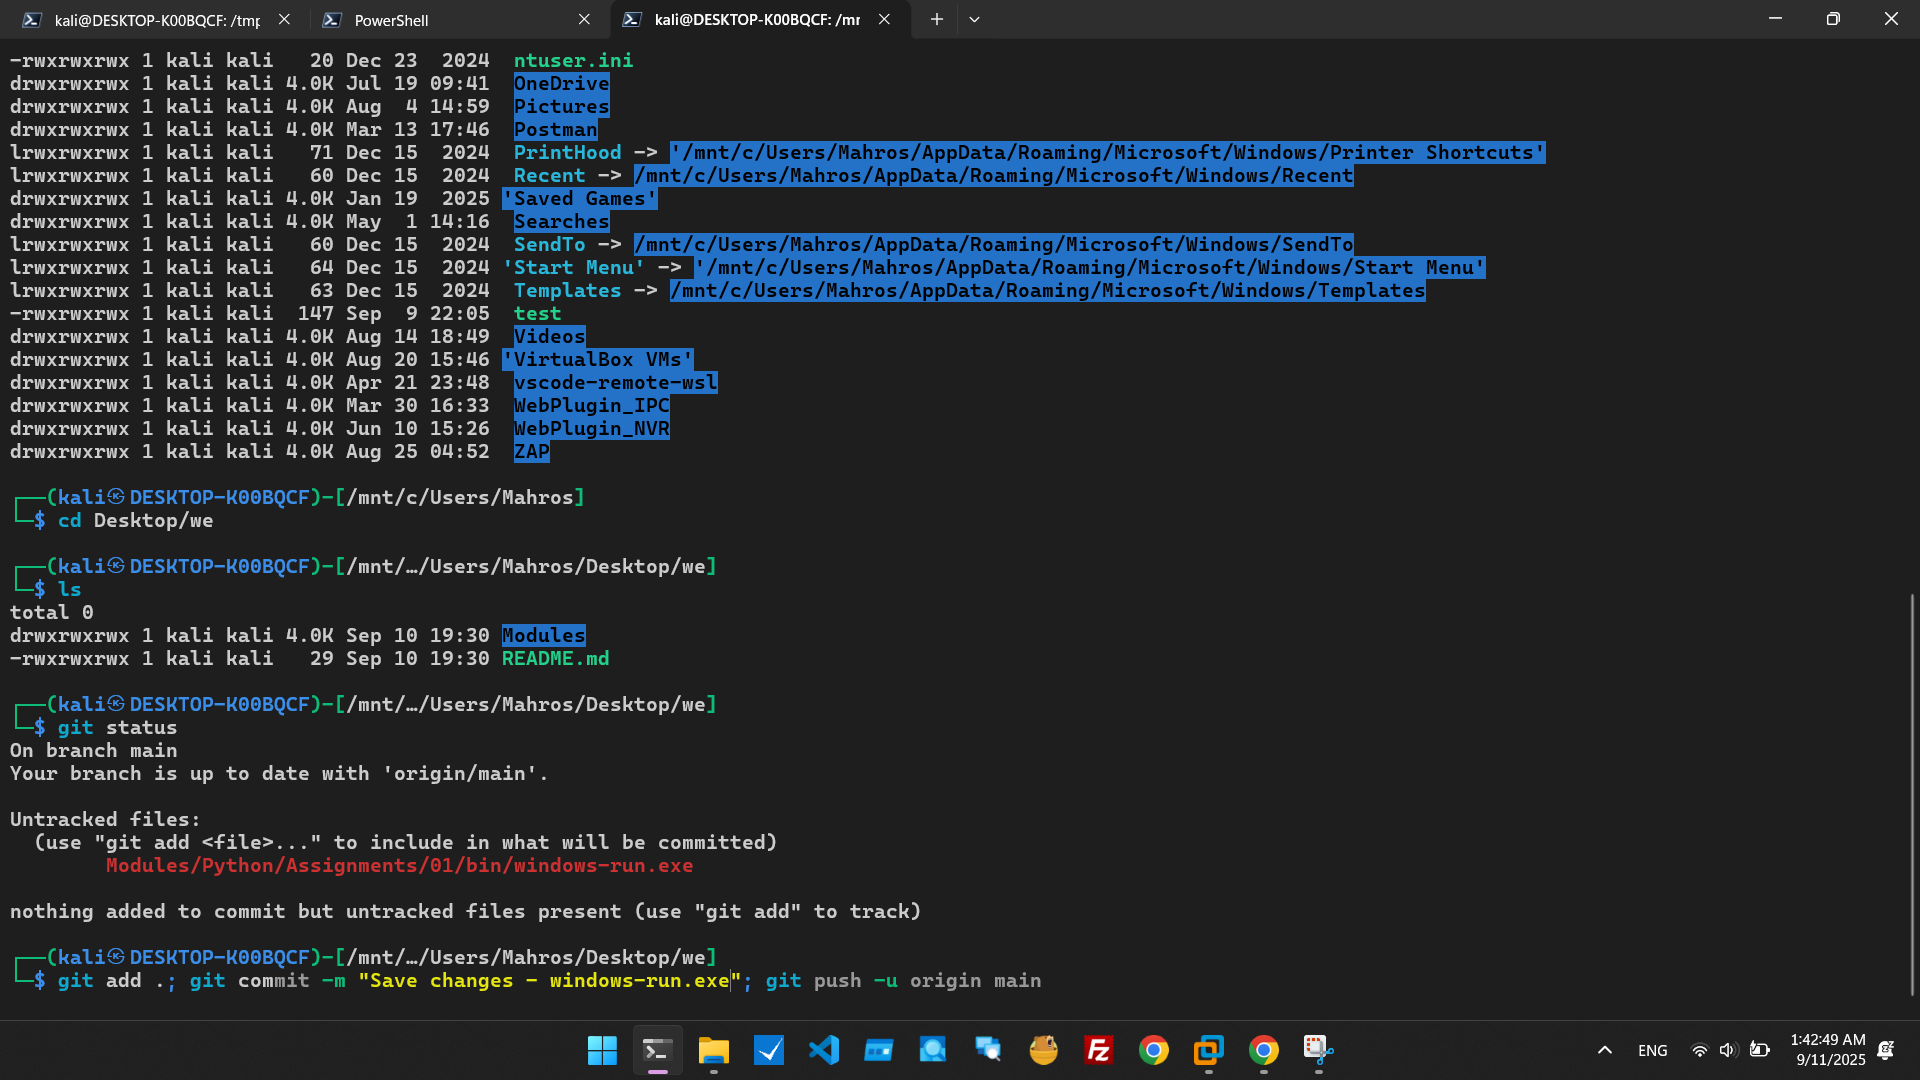 kali@DESKTOP-K00BQCF: /tmp
PowerShell
kali@DESKTOP-K00BQCF: /mn
-rwxrwxrwx 1 kali kali   20 Dec 23  2024  ntuser.ini
drwxrwxrwx 1 kali kali 4.0K Jul 19 09:41  OneDrive
drwxrwxrwx 1 kali kali 4.0K Aug  4 14:59  Pictures
drwxrwxrwx 1 kali kali 4.0K Mar 13 17:46  Postman
lrwxrwxrwx 1 kali kali   71 Dec 15  2024  PrintHood -> '/mnt/c/Users/Mahros/AppData/Roaming/Microsoft/Windows/Printer Shortcuts'
lrwxrwxrwx 1 kali kali   60 Dec 15  2024  Recent -> /mnt/c/Users/Mahros/AppData/Roaming/Microsoft/Windows/Recent
drwxrwxrwx 1 kali kali 4.0K Jan 19  2025 'Saved Games'
drwxrwxrwx 1 kali kali 4.0K May  1 14:16  Searches
lrwxrwxrwx 1 kali kali   60 Dec 15  2024  SendTo -> /mnt/c/Users/Mahros/AppData/Roaming/Microsoft/Windows/SendTo
lrwxrwxrwx 1 kali kali   64 Dec 15  2024 'Start Menu' -> '/mnt/c/Users/Mahros/AppData/Roaming/Microsoft/Windows/Start Menu'
lrwxrwxrwx 1 kali kali   63 Dec 15  2024  Templates -> /mnt/c/Users/Mahros/AppData/Roaming/Microsoft/Windows/Templates
-rwxrwxrwx 1 kali kali  147 Sep  9 22:05  test
drwxrwxrwx 1 kali kali 4.0K Aug 14 18:49  Videos
drwxrwxrwx 1 kali kali 4.0K Aug 20 15:46 'VirtualBox VMs'
drwxrwxrwx 1 kali kali 4.0K Apr 21 23:48  vscode-remote-wsl
drwxrwxrwx 1 kali kali 4.0K Mar 30 16:33  WebPlugin_IPC
drwxrwxrwx 1 kali kali 4.0K Jun 10 15:26  WebPlugin_NVR
drwxrwxrwx 1 kali kali 4.0K Aug 25 04:52  ZAP
┌──(kali㉿DESKTOP-K00BQCF)-[/mnt/c/Users/Mahros]
└─$ cd Desktop/we
┌──(kali㉿DESKTOP-K00BQCF)-[/mnt/…/Users/Mahros/Desktop/we]
└─$ ls
total 0
drwxrwxrwx 1 kali kali 4.0K Sep 10 19:30 Modules
-rwxrwxrwx 1 kali kali   29 Sep 10 19:30 README.md
┌──(kali㉿DESKTOP-K00BQCF)-[/mnt/…/Users/Mahros/Desktop/we]
└─$ git status
On branch main
Your branch is up to date with 'origin/main'.
Untracked files:
  (use "git add <file>..." to include in what will be committed)
        Modules/Python/Assignments/01/bin/windows-run.exe
nothing added to commit but untracked files present (use "git add" to track)
┌──(kali㉿DESKTOP-K00BQCF)-[/mnt/…/Users/Mahros/Desktop/we]
└─$ git add .; git commit -m "Save changes - windows-run.exe"; git push -u origin main
ENG
1:42:49 AM
9/11/2025